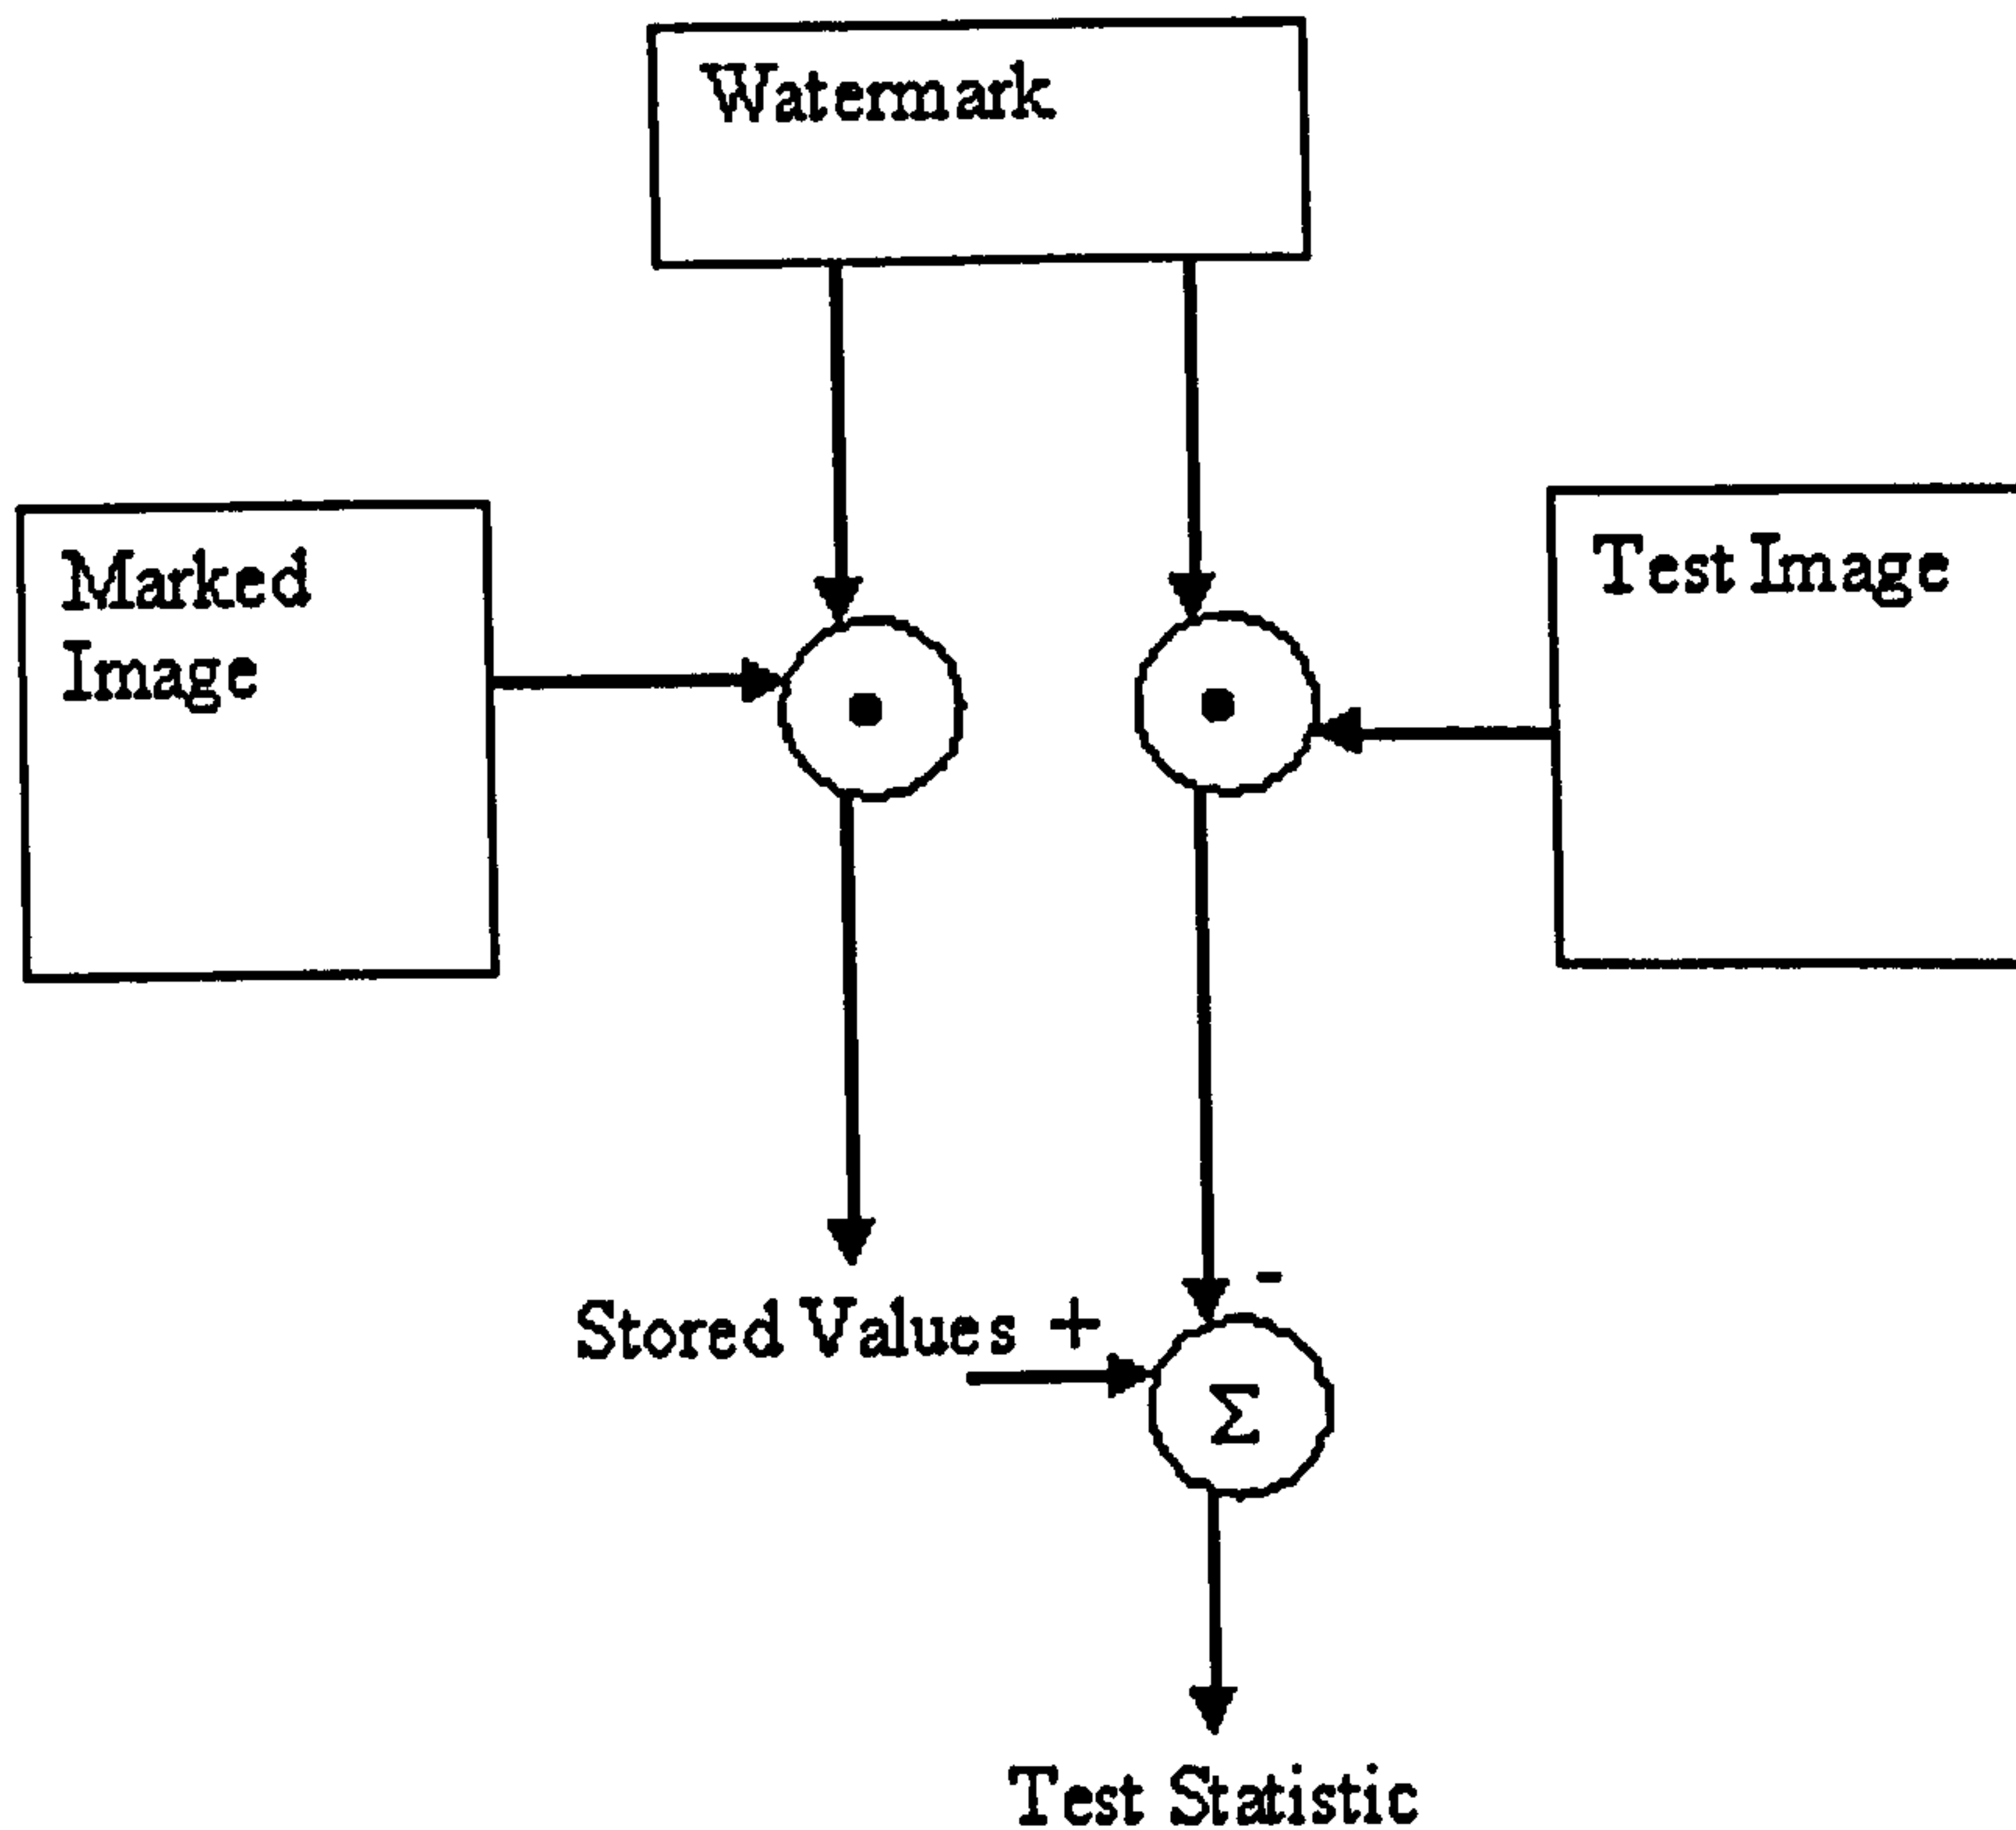 Watermark
Marked
Image
Test Image
Stored Values +
-
Σ
Test Statistic